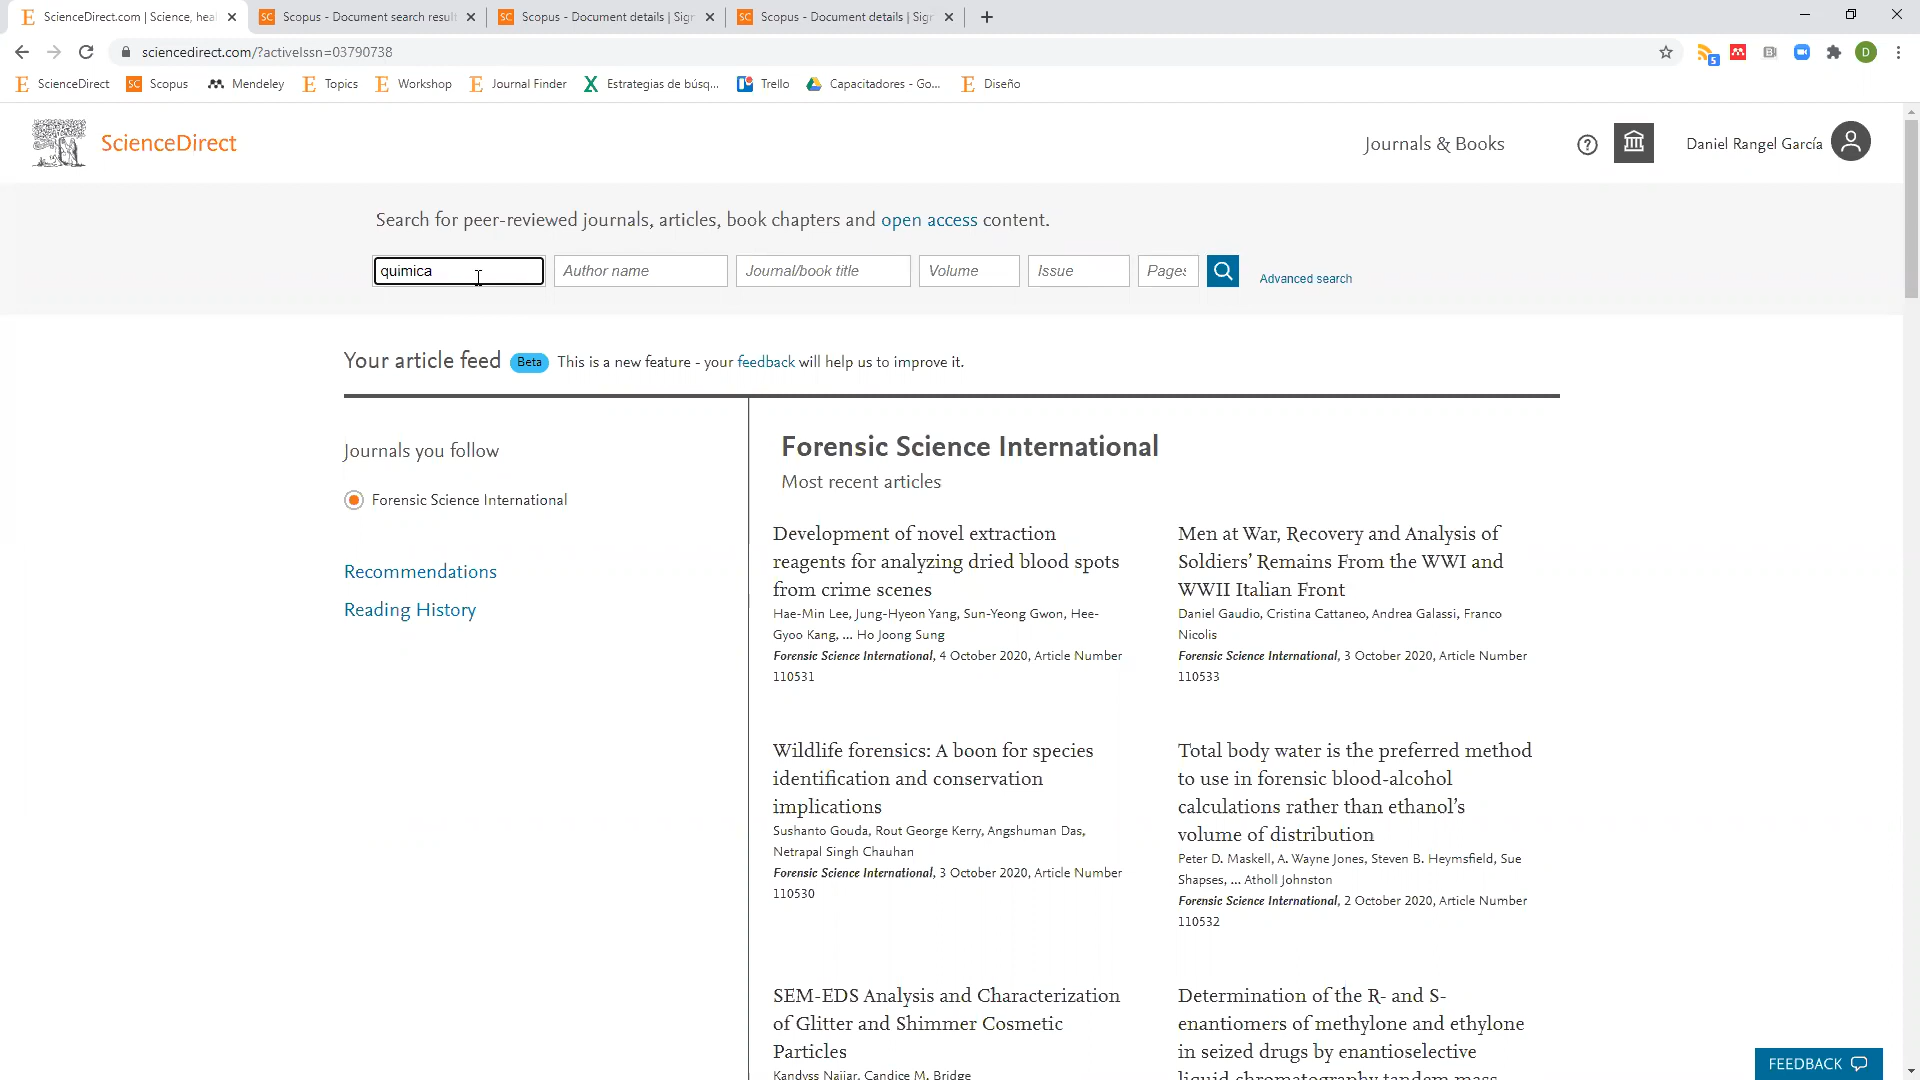 ScienceDirect.com | Science, heal
Scopus - Document search result
Scopus - Document details | Sign
Scopus - Document details | Sign
sciencedirect.com/?activeIssn=03790738
5
D
ScienceDirect
Scopus
Mendeley
Topics
Workshop
Journal Finder
Estrategias de búsq...
Trello
Capacitadores - Go...
Diseño
ScienceDirect
Journals & Books
Daniel Rangel García
Search for peer-reviewed journals, articles, book chapters and open access content.
quimica
Author name
Journal/book title
Volume
Issue
Pages
Advanced search
Your article feed Beta This is a new feature - your feedback will help us to improve it.
Journals you follow
Forensic Science International
Recommendations
Reading History
Forensic Science International
Most recent articles
Development of novel extraction
reagents for analyzing dried blood spots
from crime scenes
Hae-Min Lee, Jung-Hyeon Yang, Sun-Yeong Gwon, Hee-
Gyoo Kang, ... Ho Joong Sung
Forensic Science International, 4 October 2020, Article Number
110531
Men at War, Recovery and Analysis of
Soldiers’ Remains From the WWI and
WWII Italian Front
Daniel Gaudio, Cristina Cattaneo, Andrea Galassi, Franco
Nicolis
Forensic Science International, 3 October 2020, Article Number
110533
Wildlife forensics: A boon for species
identification and conservation
implications
Sushanto Gouda, Rout George Kerry, Angshuman Das,
Netrapal Singh Chauhan
Forensic Science International, 3 October 2020, Article Number
110530
Total body water is the preferred method
to use in forensic blood-alcohol
calculations rather than ethanol’s
volume of distribution
Peter D. Maskell, A. Wayne Jones, Steven B. Heymsfield, Sue
Shapses, ... Atholl Johnston
Forensic Science International, 2 October 2020, Article Number
110532
SEM-EDS Analysis and Characterization
of Glitter and Shimmer Cosmetic
Particles
Kandyss Najjar, Candice M. Bridge
Determination of the R- and S-
enantiomers of methylone and ethylone
in seized drugs by enantioselective
liquid chromatography tandem mass
FEEDBACK